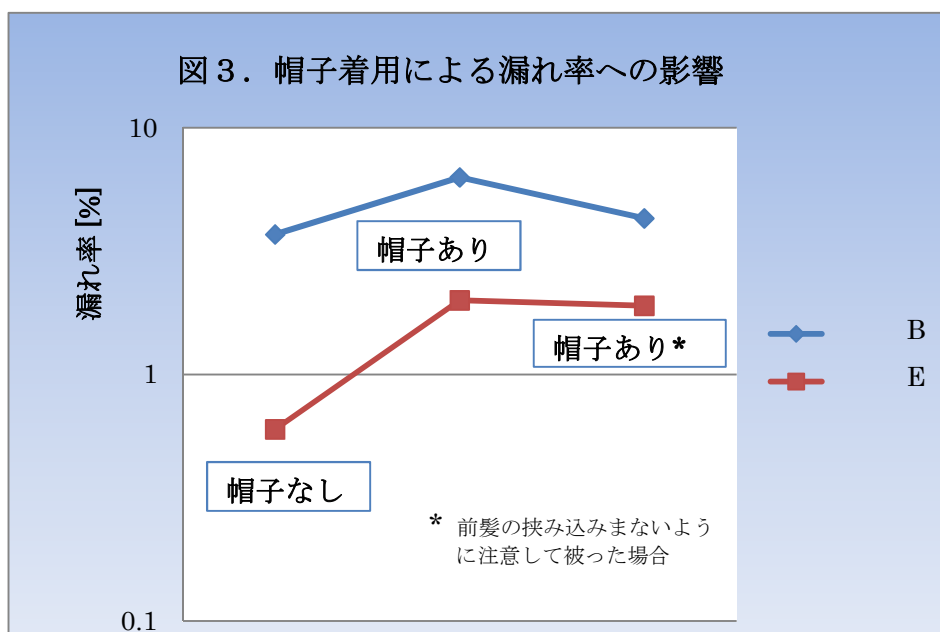 図３．帽子着用による漏れ率への影響
10
漏れ率 [%]
帽子あり
帽子あり*
B
1
E
帽子なし
* 前髪の挟み込みまないよう
に注意して被った場合
0.1